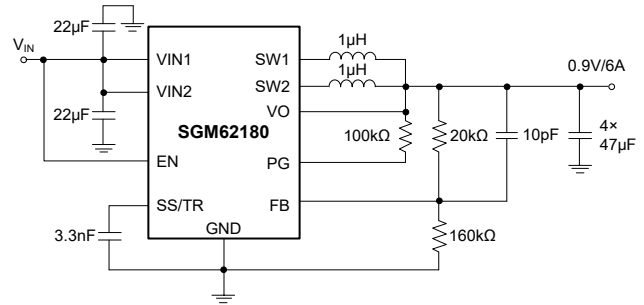 22μF
1μH
V_IN
VIN1
SW1
1μH
0.9V/6A
VIN2
SW2
22μF
VO
SGM62180
100kΩ
20kΩ
10pF
4×
47μF
EN
PG
SS/TR
FB
GND
3.3nF
160kΩ